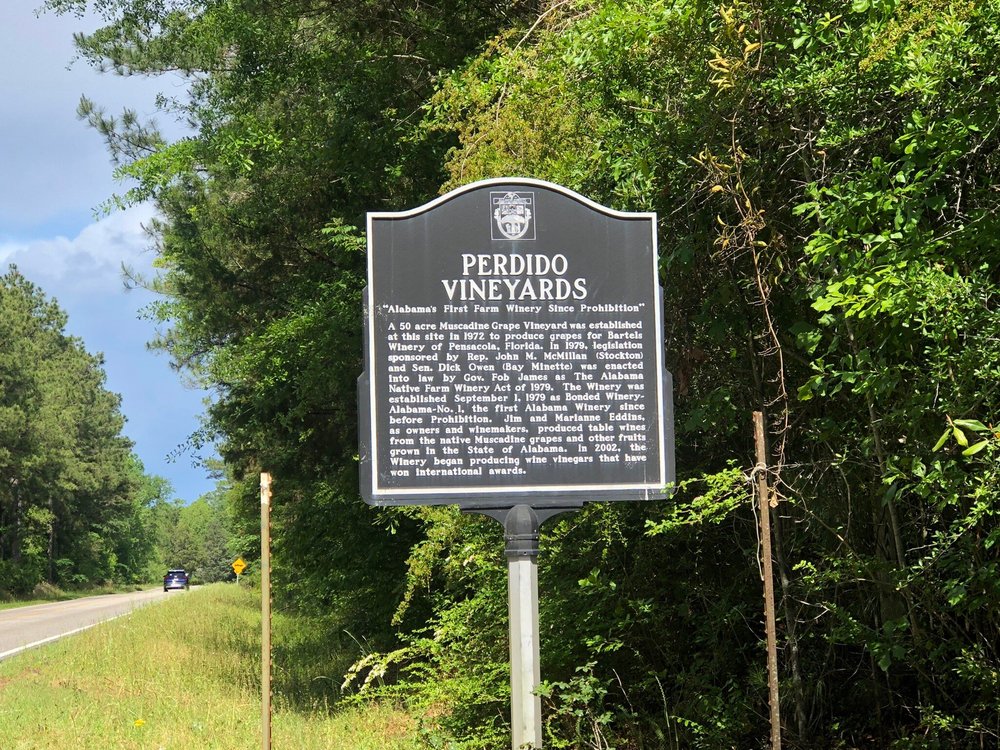 PERDIDO
VINEYARDS
"Alabama's First Farm Winery Since Prohibition"
A 50 acre Muscadine Grape Vineyard was established
at this site in 1972 to produce grapes for Bartels
Winery of Pensacola, Florida. In 1979, legislation
sponsored by Rep. John M. McMillan (Stockton)
and Sen. Dick Owen (Bay Minette) was enacted
into law by Gov. Fob James as The Alabama
Native Farm Winery Act of 1979. The Winery was
established September 1, 1979 as Bonded Winery-
Alabama-No. 1, the first Alabama Winery since
before Prohibition. Jim and Marianne Eddins,
as owners and winemakers, produced table wines
from the native Muscadine grapes and other fruits
grown in the State of Alabama. In 2002, the
Winery began producing wine vinegars that have
won international awards.